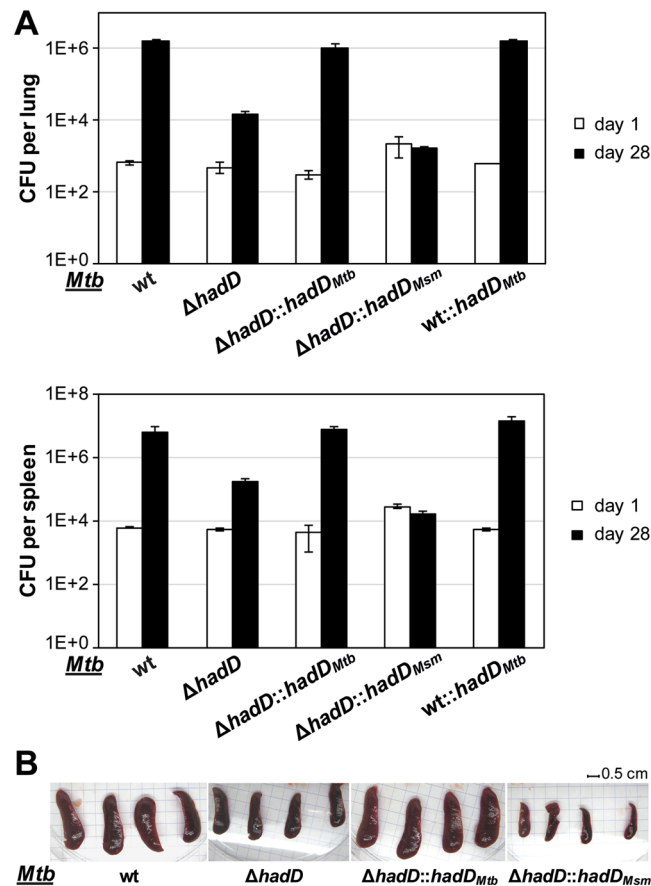 A
CFU per lung
1E+6
1E+4
1E+2
1E+0
day 1
day 28
Mtb
wt
ΔhadD
ΔhadD::hadDMtb
ΔhadD::hadDMsm
wt::hadDMtb
CFU per spleen
1E+8
1E+6
1E+4
1E+2
1E+0
day 1
day 28
Mtb
wt
ΔhadD
ΔhadD::hadDMtb
ΔhadD::hadDMsm
wt::hadDMtb
B
0.5 cm
Mtb wt ΔhadD ΔhadD::hadDMtb ΔhadD::hadDMsm